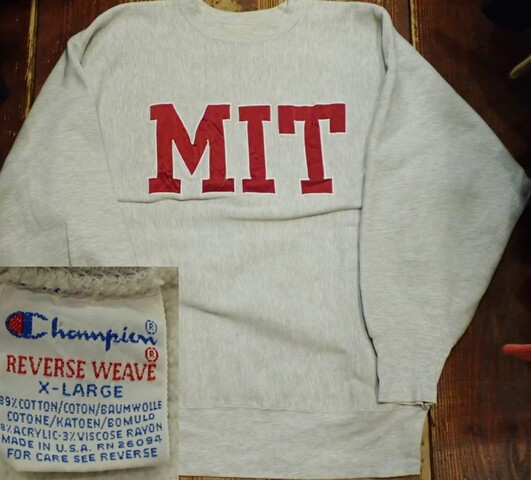 MIT
Champion®
REVERSE WEAVE®
X-LARGE
89% COTTON/COTON/BAUMWOLLE
COTONE/KATOEN/BOMULD
8% ACRYLIC-3% VISCOSE RAYON
MADE IN U.S.A. RN 26094
FOR CARE SEE REVERSE